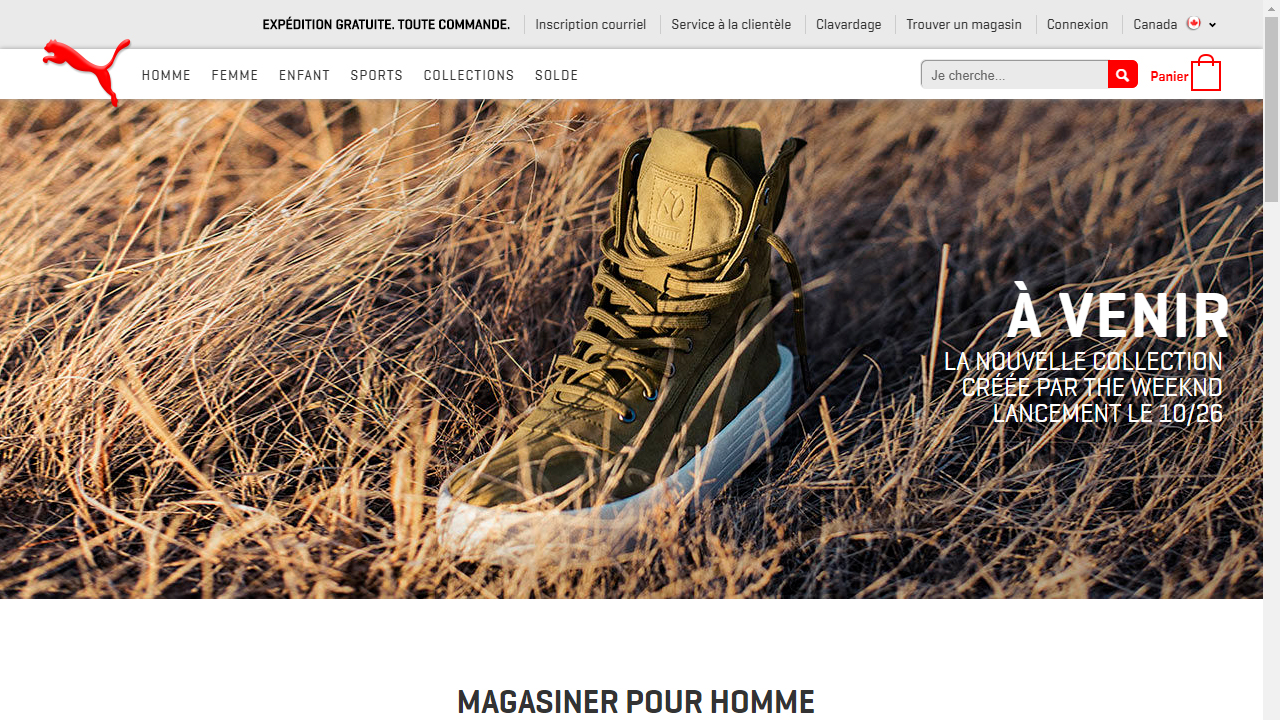 EXPÉDITION GRATUITE. TOUTE COMMANDE. Inscription courriel Service à la clientèle Clavardage Trouver un magasin Connexion Canada
HOMME FEMME ENFANT SPORTS COLLECTIONS SOLDE Je cherche... Panier
À VENIR
LA NOUVELLE COLLECTION
CRÉÉE PAR THE WEEKND
LANCEMENT LE 10/26
MAGASINER POUR HOMME